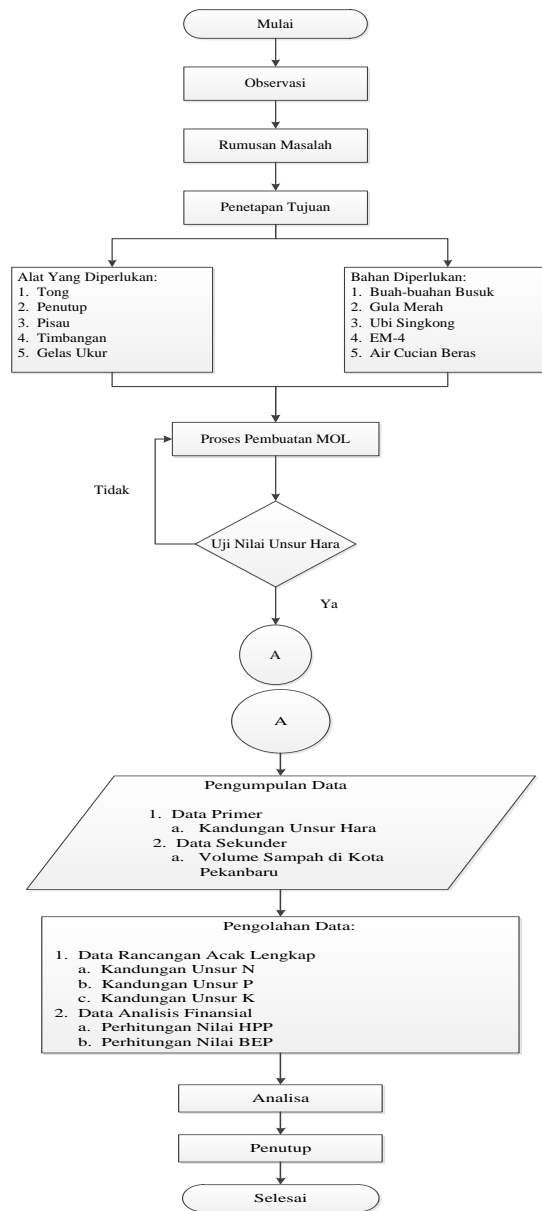 Mulai
Observasi
Rumusan Masalah
Penetapan Tujuan
Alat Yang Diperlukan:
1. Tong
2. Penutup
3. Pisau
4. Timbangan
5. Gelas Ukur
Bahan Diperlukan:
1. Buah-buahan Busuk
2. Gula Merah
3. Ubi Singkong
4. EM-4
5. Air Cucian Beras
Proses Pembuatan MOL
Tidak
Uji Nilai Unsur Hara
Ya
A
A
Pengumpulan Data
1. Data Primer
a. Kandungan Unsur Hara
2. Data Sekunder
a. Volume Sampah di Kota
Pekanbaru
Pengolahan Data:
1. Data Rancangan Acak Lengkap
a. Kandungan Unsur N
b. Kandungan Unsur P
c. Kandungan Unsur K
2. Data Analisis Finansial
a. Perhitungan Nilai HPP
b. Perhitungan Nilai BEP
Analisa
Penutup
Selesai